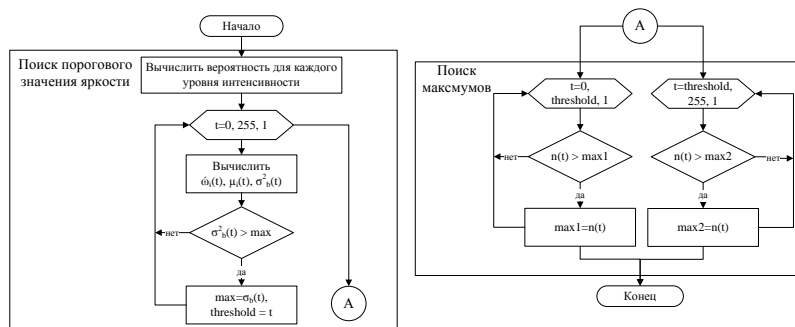 Начало
Поиск порогового
значения яркости
Вычислить вероятность для каждого
уровня интенсивности
t=0, 255, 1
Вычислить
ώᵢ(t), μᵢ(t), σ²b(t)
σ²b(t) > max
нет
да
max=σb(t),
threshold = t
A
A
Поиск
максмумов
t=0,
threshold, 1
t=threshold,
255, 1
n(t) > max1
n(t) > max2
нет
нет
да
да
max1=n(t)
max2=n(t)
Конец